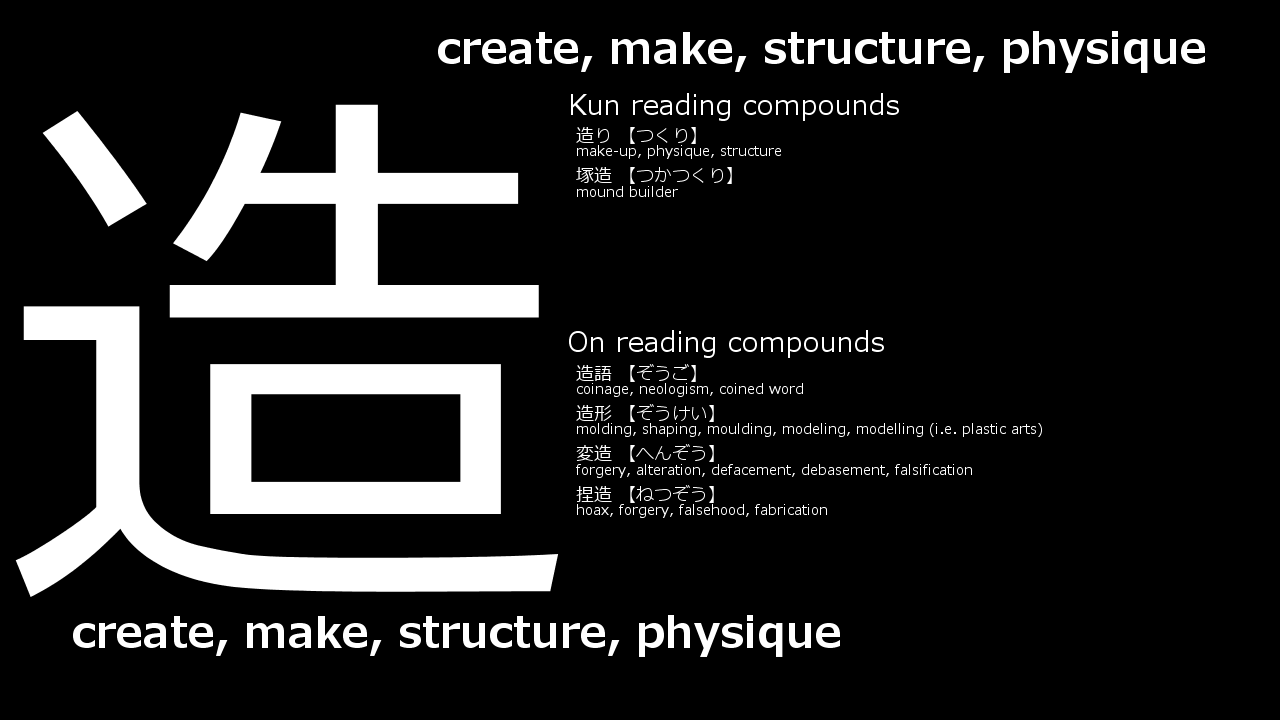 create, make, structure, physique
造
Kun reading compounds
造り 【つくり】
make-up, physique, structure
塚造 【つかつくり】
mound builder
On reading compounds
造語 【ぞうご】
coinage, neologism, coined word
造形 【ぞうけい】
molding, shaping, moulding, modeling, modelling (i.e. plastic arts)
変造 【へんぞう】
forgery, alteration, defacement, debasement, falsification
捏造 【ねつぞう】
hoax, forgery, falsehood, fabrication
create, make, structure, physique